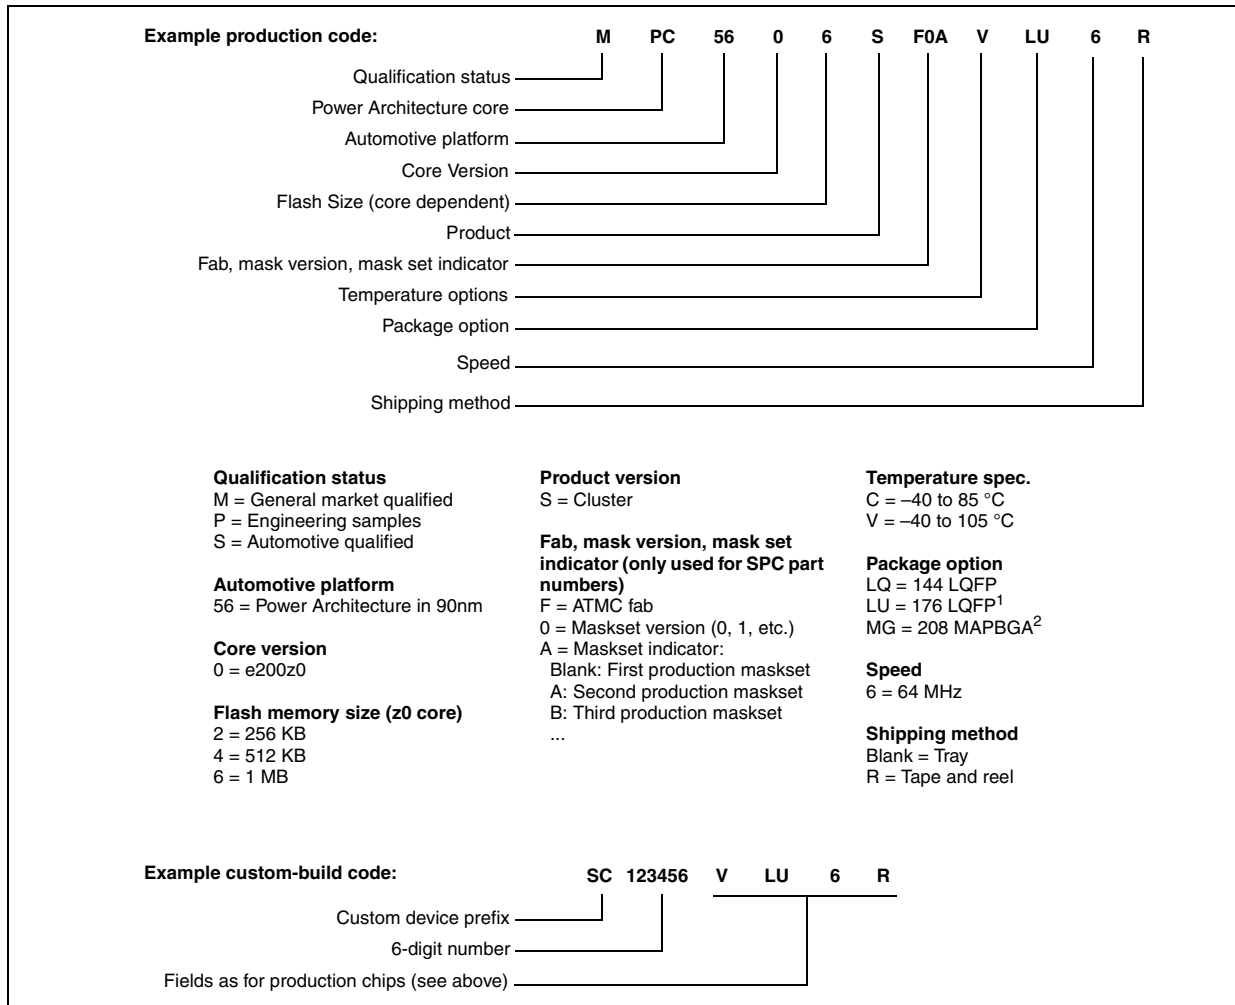 Example production code: M PC 56 0 6 S F0A V LU 6 R
Qualification status
Power Architecture core
Automotive platform
Core Version
Flash Size (core dependent)
Product
Fab, mask version, mask set indicator
Temperature options
Package option
Speed
Shipping method
Qualification status
M = General market qualified
P = Engineering samples
S = Automotive qualified
Automotive platform
56 = Power Architecture in 90nm
Core version
0 = e200z0
Flash memory size (z0 core)
2 = 256 KB
4 = 512 KB
6 = 1 MB
Product version
S = Cluster
Fab, mask version, mask set
indicator (only used for SPC part
numbers)
F = ATMC fab
0 = Maskset version (0, 1, etc.)
A = Maskset indicator:
Blank: First production maskset
A: Second production maskset
B: Third production maskset
...
Temperature spec.
C = –40 to 85 °C
V = –40 to 105 °C
Package option
LQ = 144 LQFP
LU = 176 LQFP1
MG = 208 MAPBGA2
Speed
6 = 64 MHz
Shipping method
Blank = Tray
R = Tape and reel
Example custom-build code: SC 123456 V LU 6 R
Custom device prefix
6-digit number
Fields as for production chips (see above)